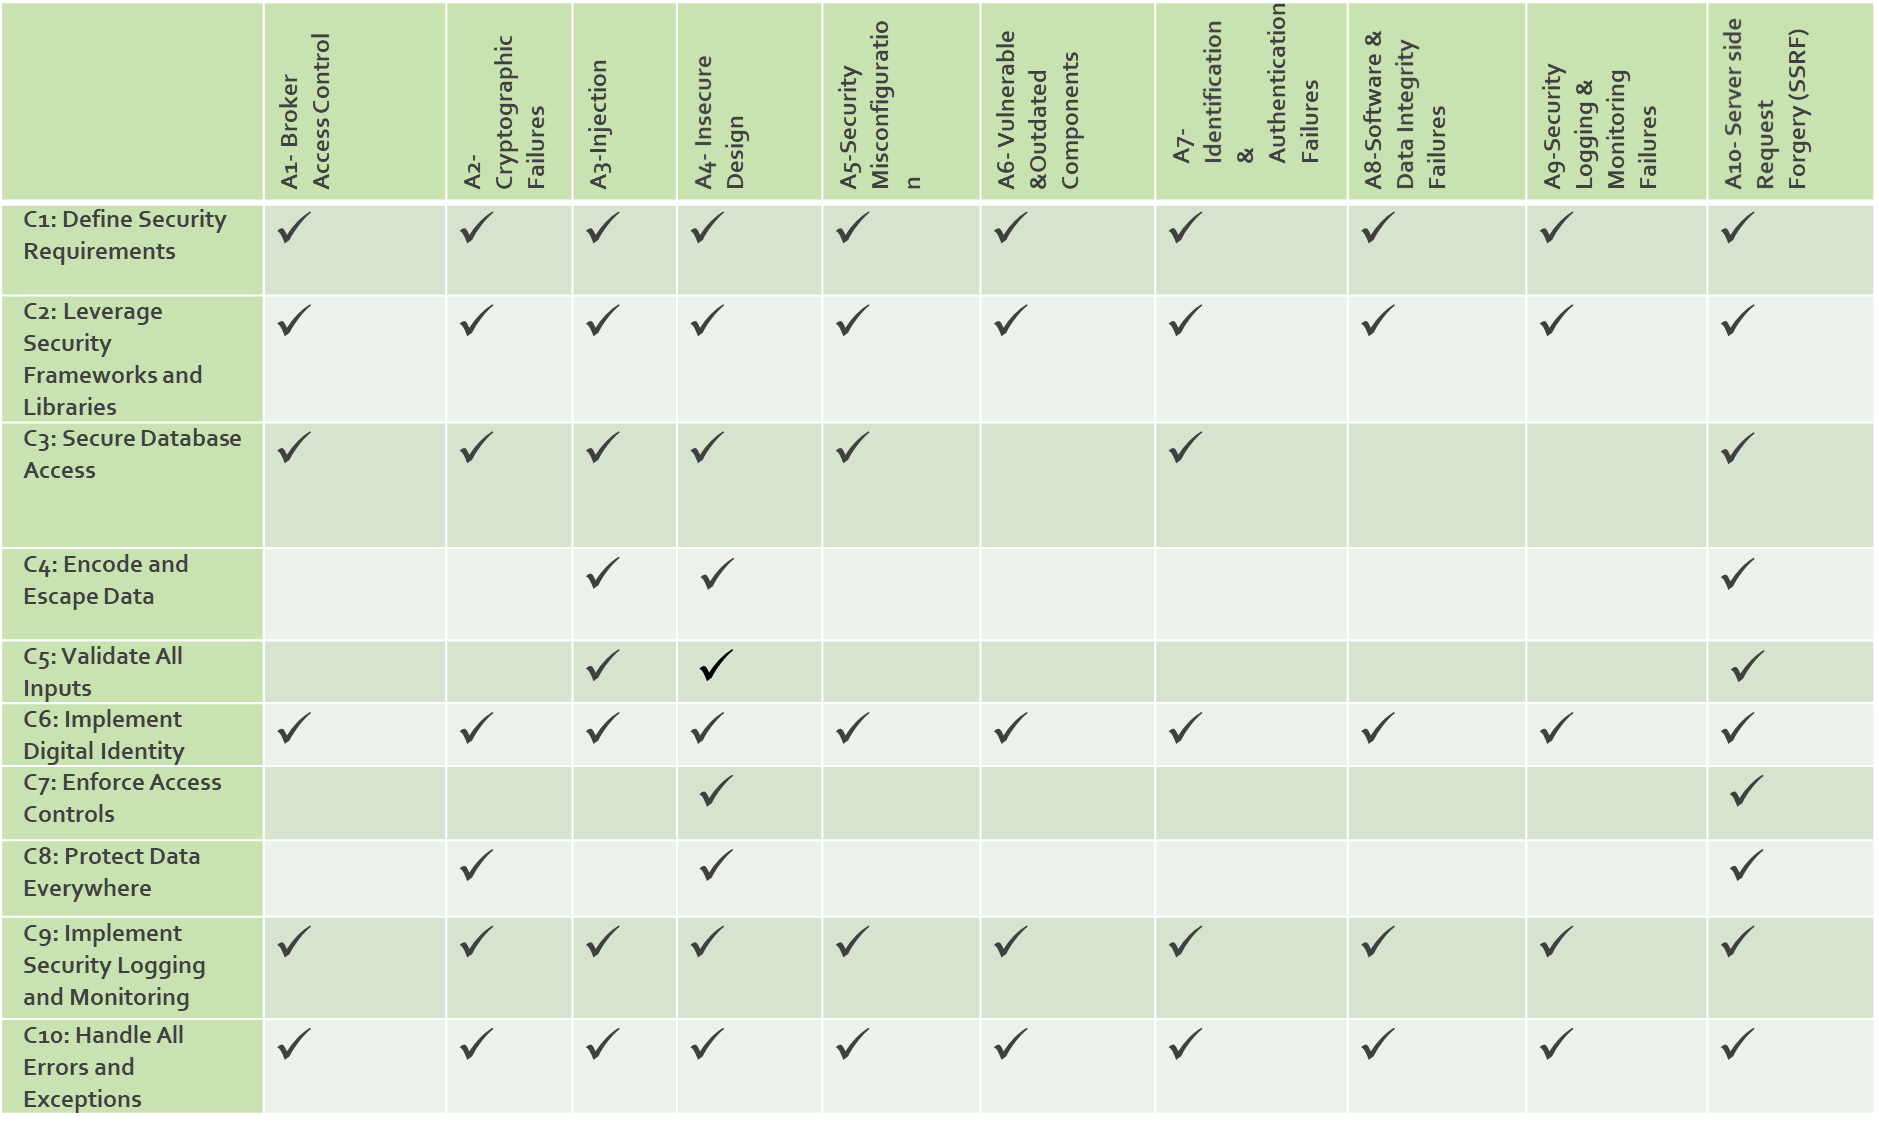 A1- Broker
Access Control
A2-
Cryptographic
Failures
A3-Injection
A4- Insecure
Design
A5-Security
Misconfiguratio
n
A6- Vulnerable
&Outdated
Components
A7-
Identification
&
Authentication
Failures
A8-Software &
Data Integrity
Failures
A9-Security
Logging &
Monitoring
Failures
A10- Server side
Request
Forgery (SSRF)
C1: Define Security
Requirements
✓ ✓ ✓ ✓ ✓ ✓ ✓ ✓ ✓ ✓
C2: Leverage
Security
Frameworks and
Libraries
✓ ✓ ✓ ✓ ✓ ✓ ✓ ✓ ✓ ✓
C3: Secure Database
Access
✓ ✓ ✓ ✓ ✓ ✓ ✓
C4: Encode and
Escape Data
✓ ✓ ✓
C5: Validate All
Inputs
✓ ✓ ✓
C6: Implement
Digital Identity
✓ ✓ ✓ ✓ ✓ ✓ ✓ ✓ ✓ ✓
C7: Enforce Access
Controls
✓ ✓
C8: Protect Data
Everywhere
✓ ✓ ✓
C9: Implement
Security Logging
and Monitoring
✓ ✓ ✓ ✓ ✓ ✓ ✓ ✓ ✓ ✓
C10: Handle All
Errors and
Exceptions
✓ ✓ ✓ ✓ ✓ ✓ ✓ ✓ ✓ ✓